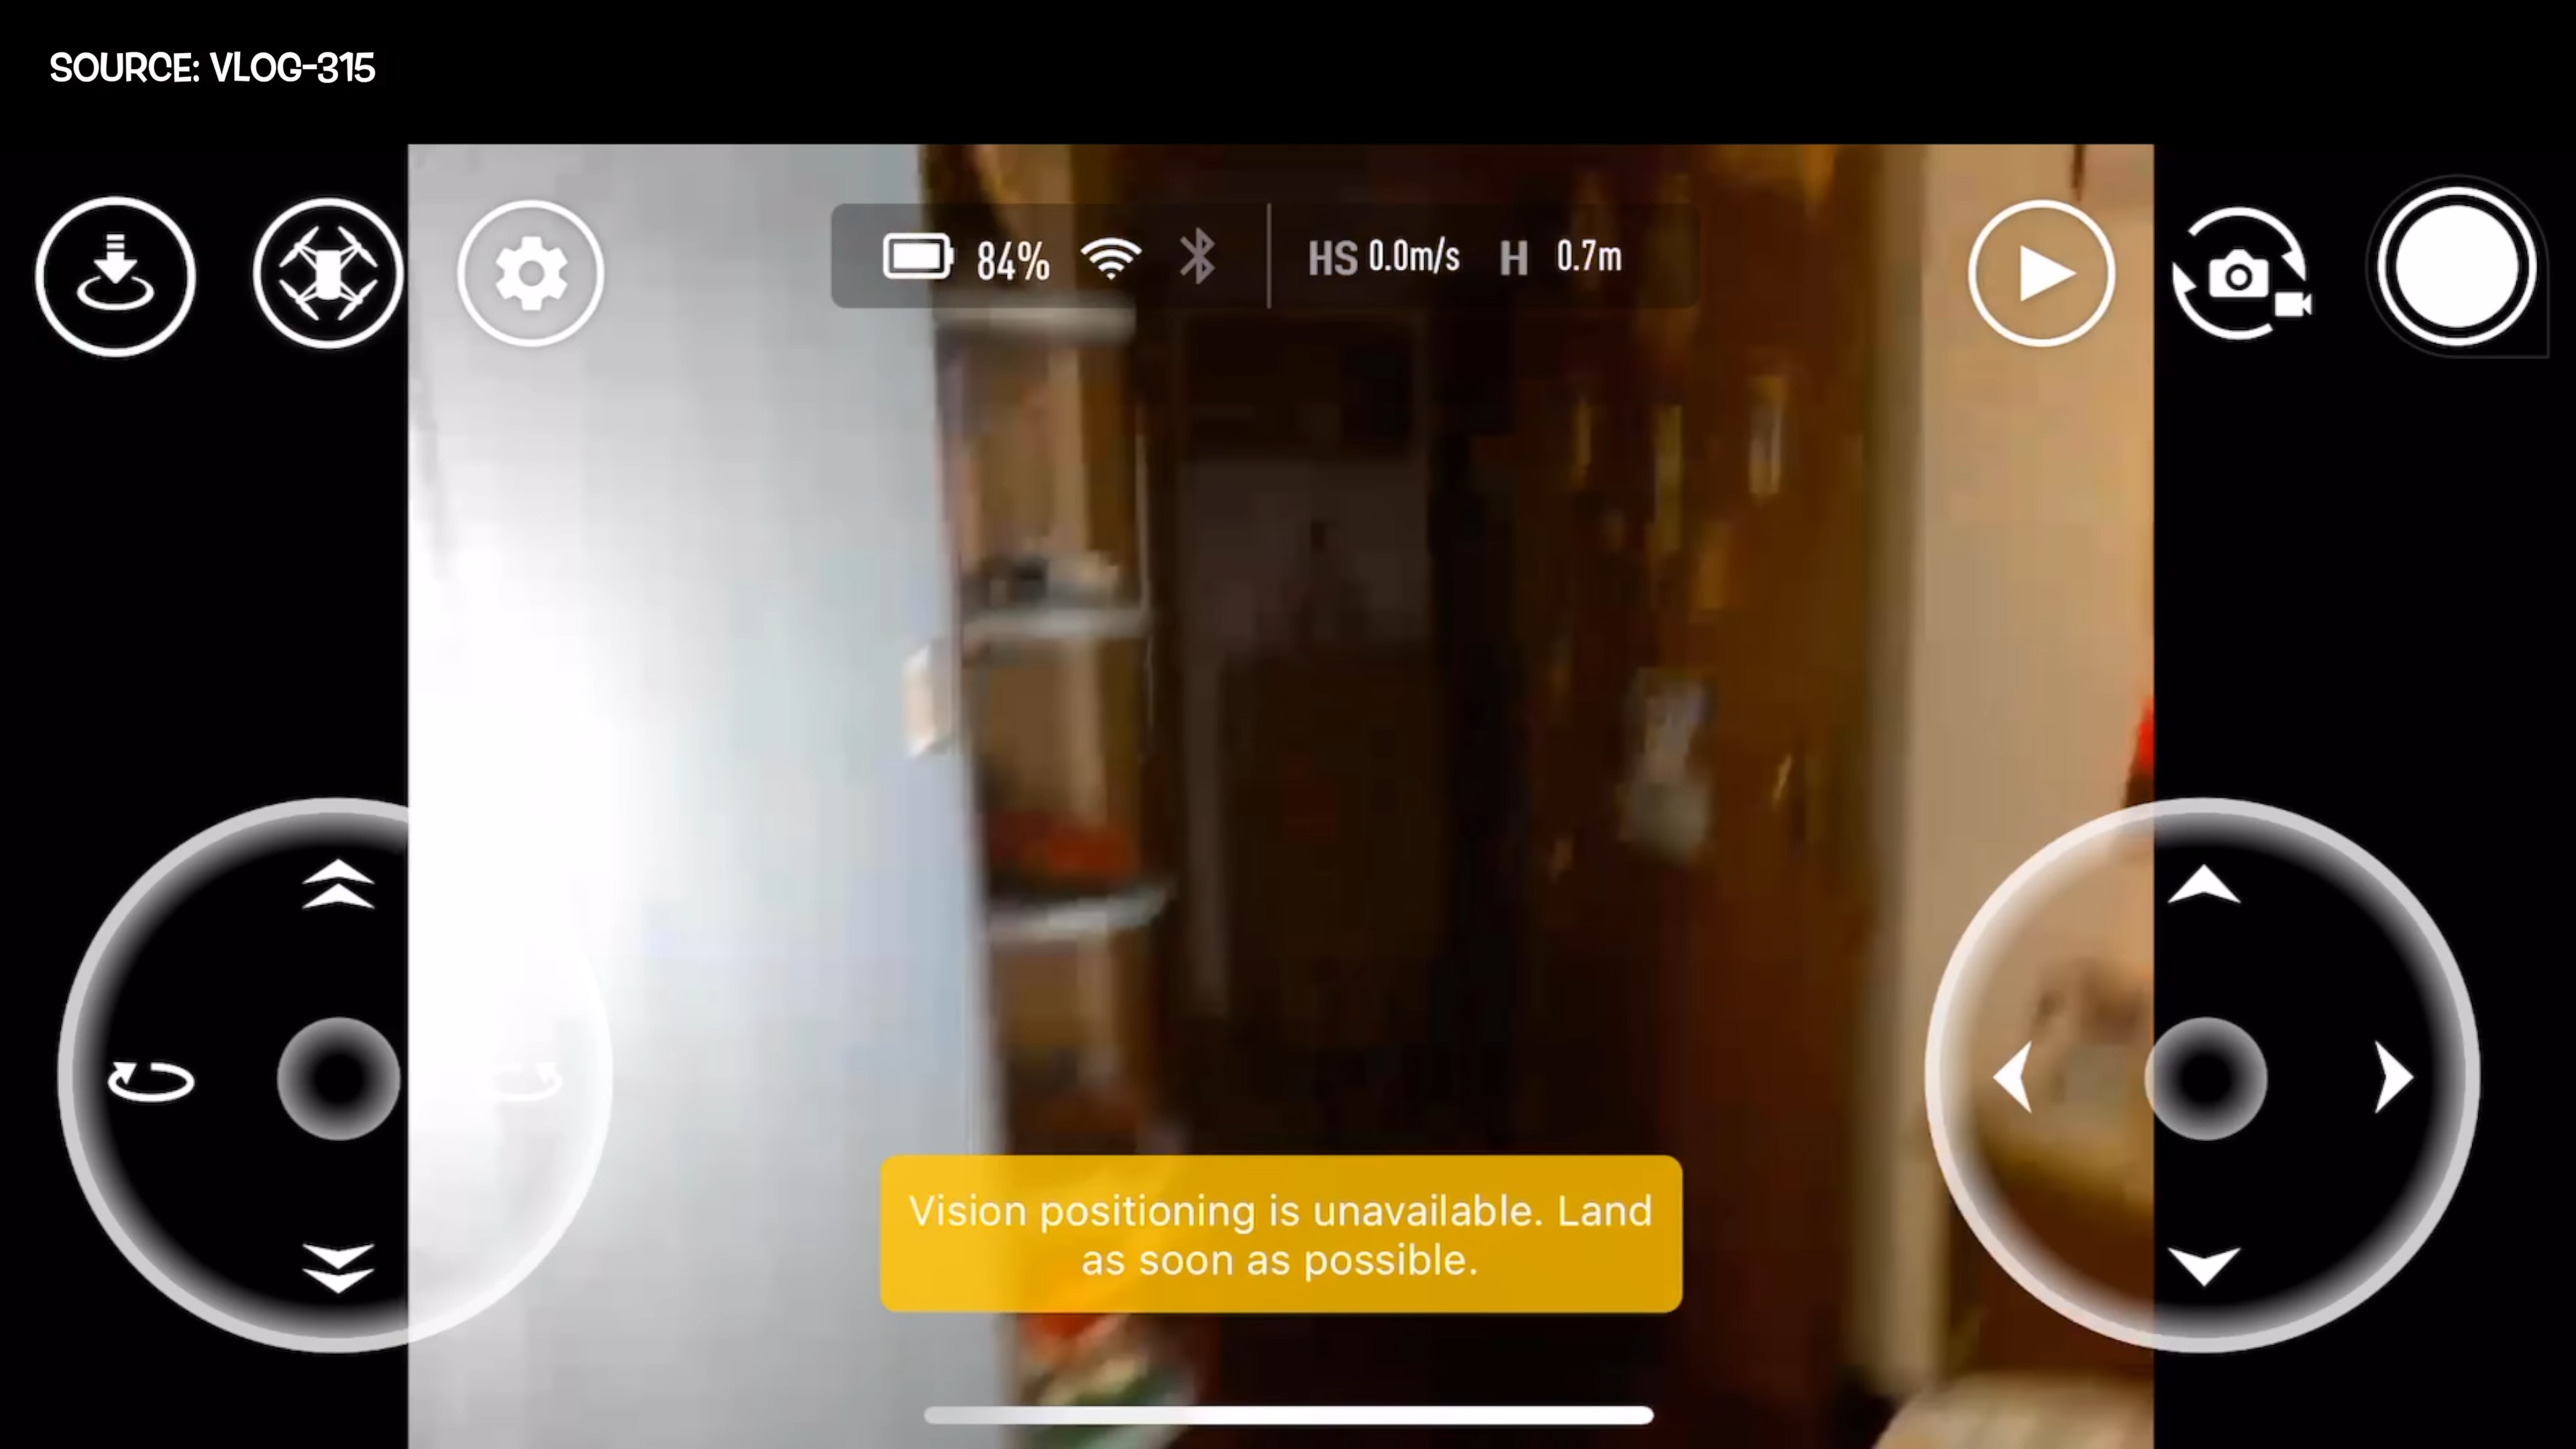 SOURCE: VLOG-315
84% HS 0.0m/s H 0.7m
Vision positioning is unavailable. Land
as soon as possible.